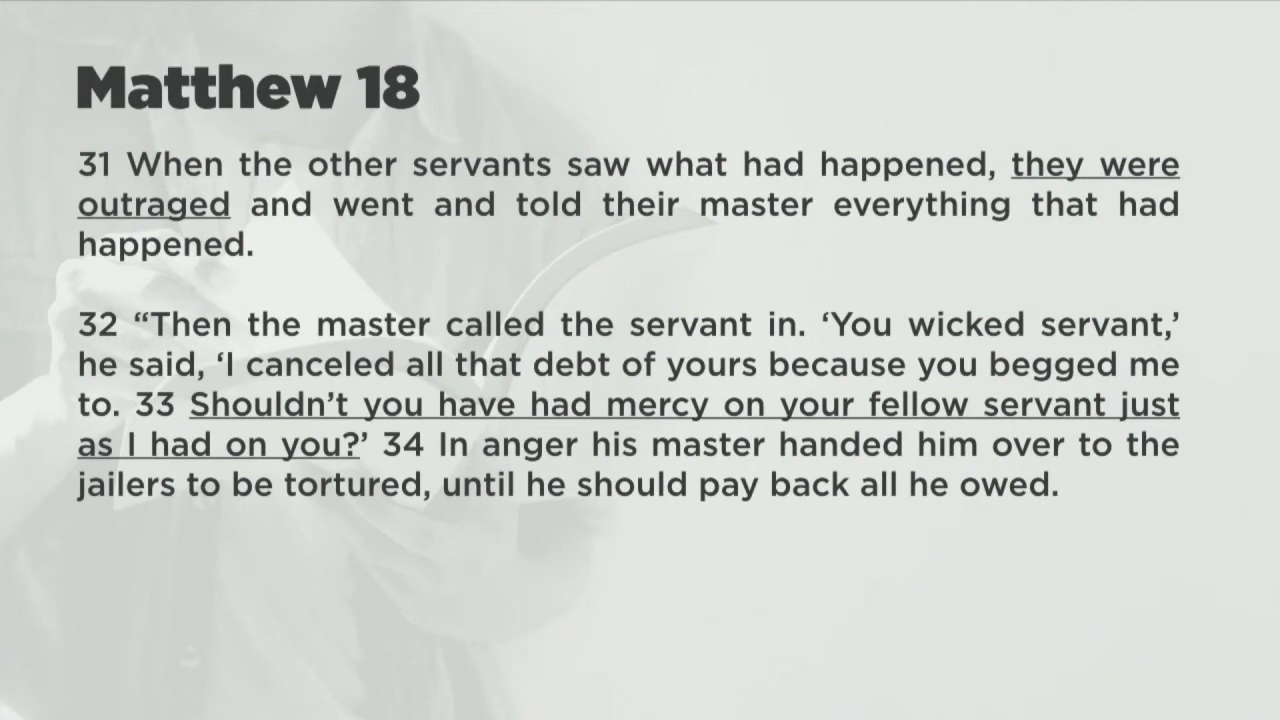 Matthew 18
31 When the other servants saw what had happened, they were
outraged and went and told their master everything that had
happened.
32 “Then the master called the servant in. ‘You wicked servant,’
he said, ‘I canceled all that debt of yours because you begged me
to. 33 Shouldn’t you have had mercy on your fellow servant just
as I had on you?’ 34 In anger his master handed him over to the
jailers to be tortured, until he should pay back all he owed.